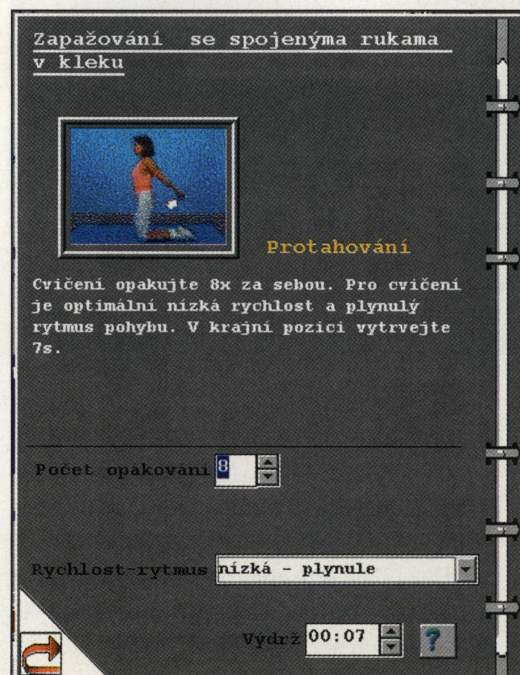 Zapažování se spojenýma rukama
v kleku
Protahování
Cvičení opakujte 8x za sebou. Pro cvičení
je optimální nízká rychlost a plynulý
rytmus pohybu. V krajní pozici vytrvejte
7s.
Počet opakování 8
Rychlost-rytmus nízká - plynule
Výdrž 00:07 ?